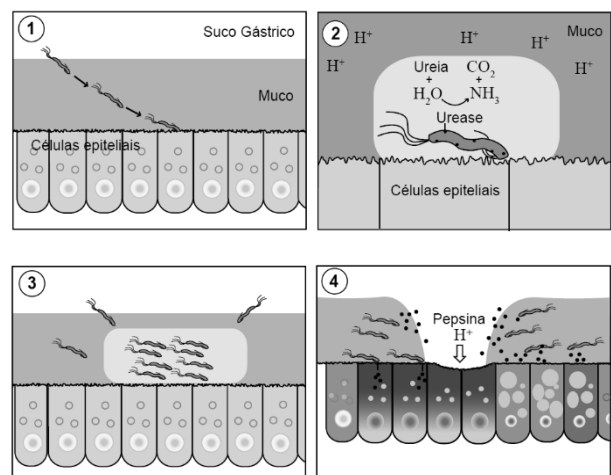 1
Suco Gástrico
Muco
Células epiteliais
2
H⁺
H⁺
H⁺
H⁺
H⁺
Muco
Ureia
CO₂
+
+
H₂O
NH₃
Urease
Células epiteliais
3
4
Pepsina
H⁺